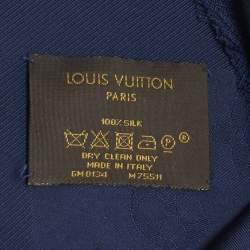 LOUIS VUITTON
PARIS
100% SILK
DRY CLEAN ONLY
MADE IN ITALY
GM0134 M75511